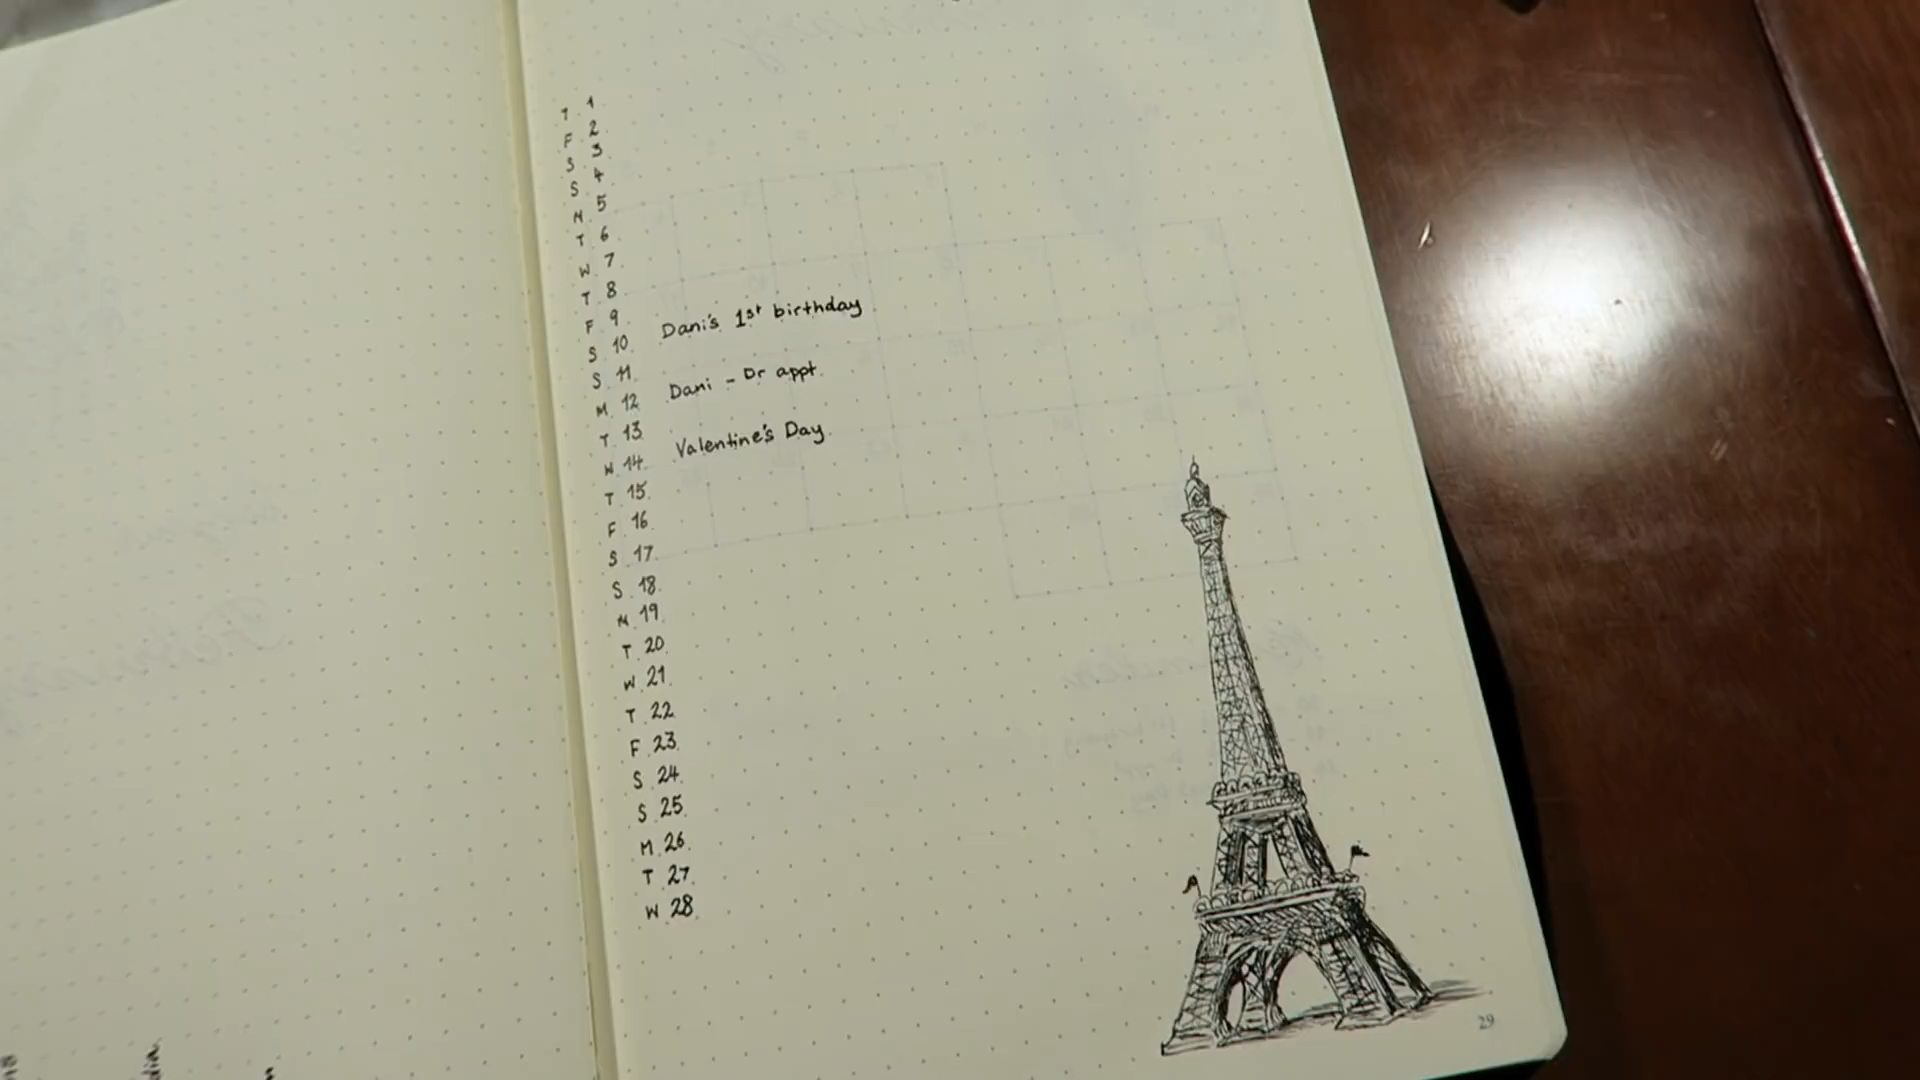 T 1
F 2
S 3
S 4
M 5
T 6
W 7
T 8
F 9
S 10 Dani's 1st birthday
S 11
M 12 Dani - Dr appt.
T 13
W 14 Valentine's Day
T 15
F 16
S 17
S 18
M 19
T 20
W 21
T 22
F 23
S 24
S 25
M 26
T 27
W 28
29